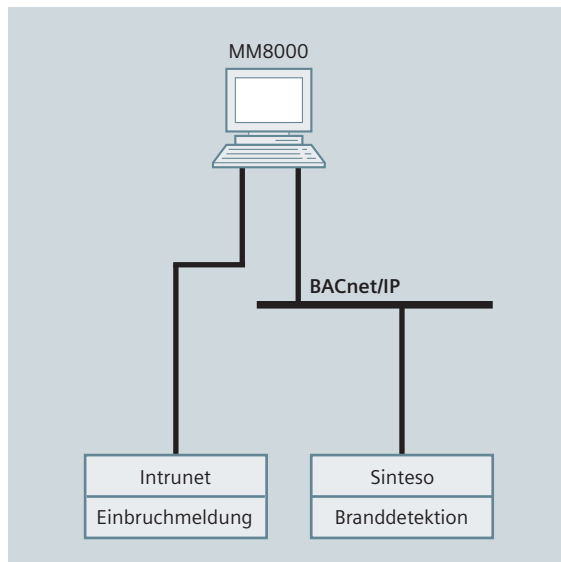 MM8000
BACnet/IP
Intrunet
Einbruchmeldung
Sinteso
Branddetektion